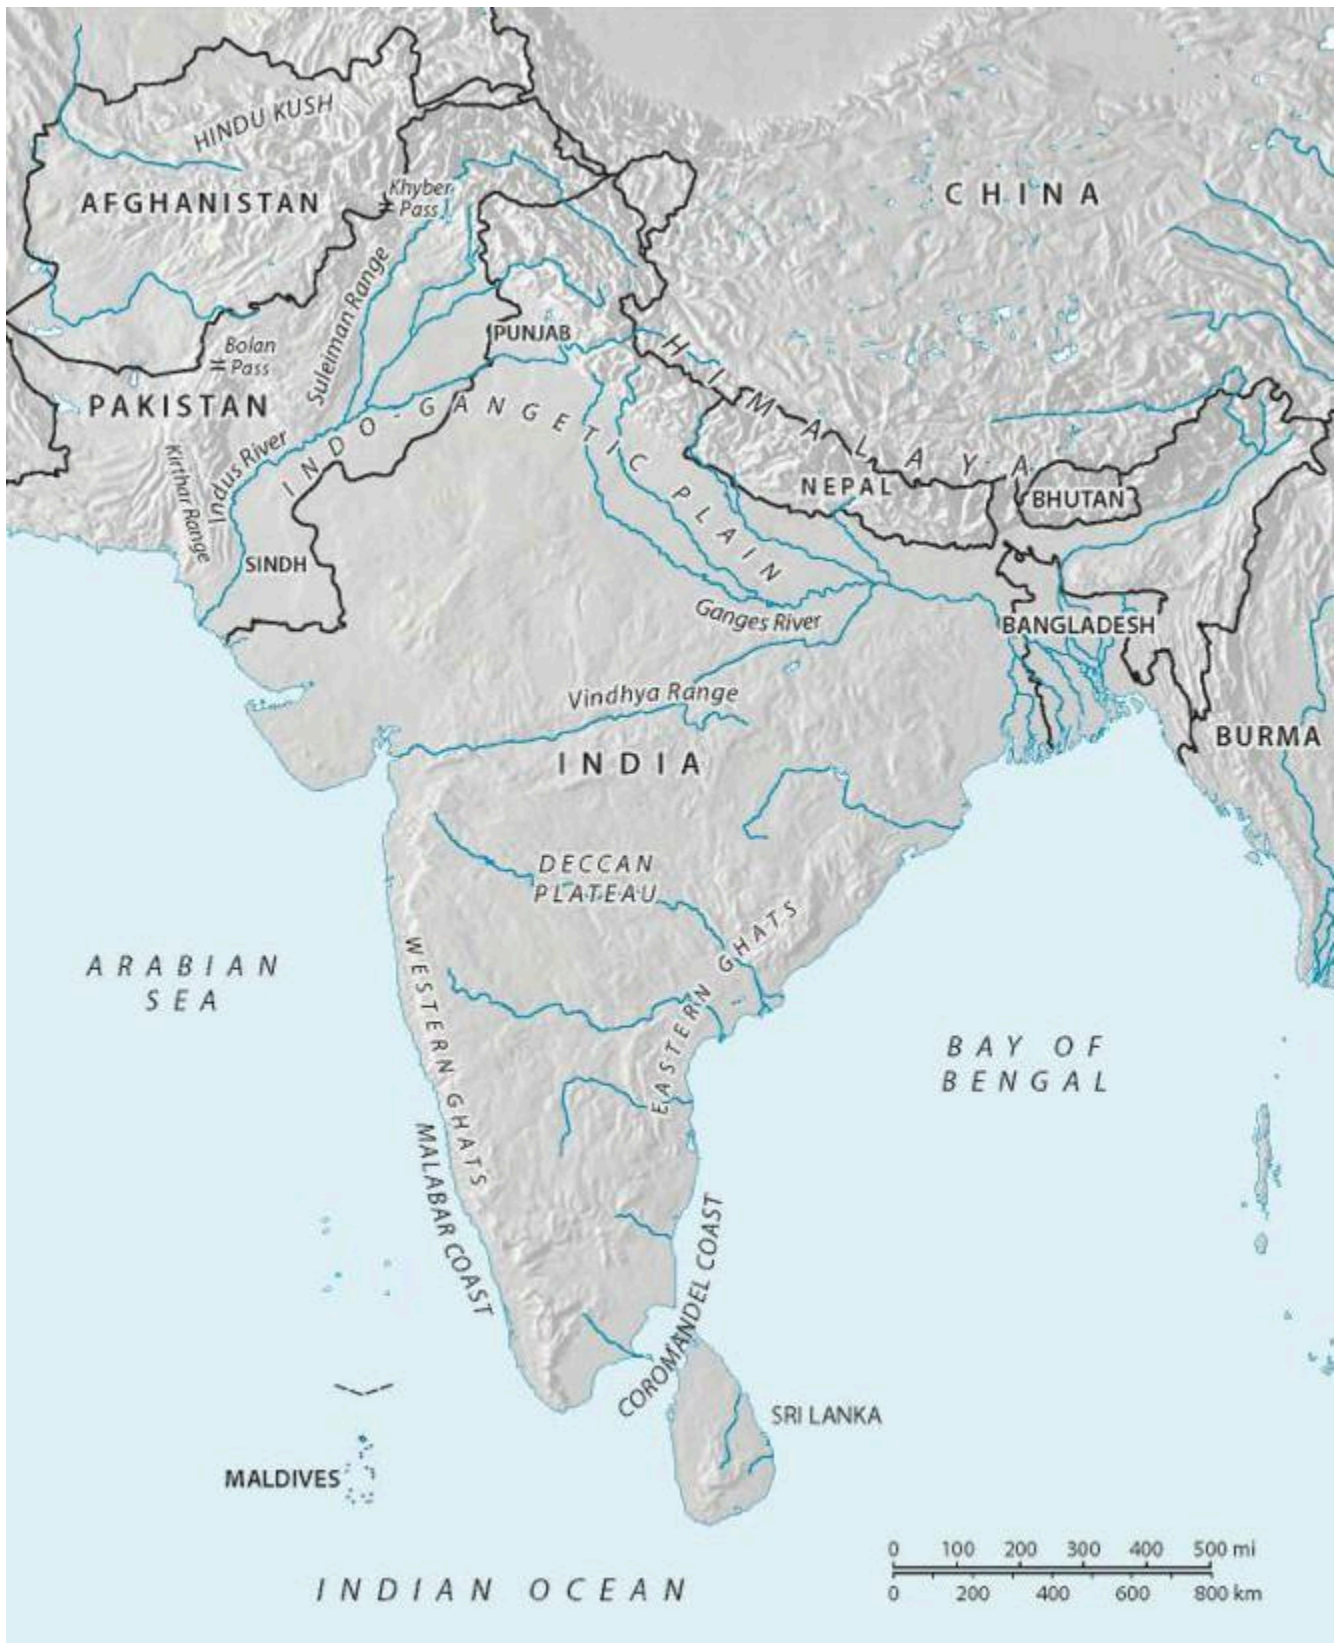 HINDU KUSH
AFGHANISTAN
Khyber
Pass
CHINA
Suleiman Range
PUNJAB
Bolan
Pass
PAKISTAN
HIMALAYA
INDO-GANGETIC PLAIN
Indus River
Kirthar Range
NEPAL
BHUTAN
SINDH
Ganges River
BANGLADESH
Vindhya Range
INDIA
BURMA
DECCAN
PLATEAU
EASTERN GHATS
WESTERN GHATS
ARABIAN
SEA
BAY OF
BENGAL
MALABAR COAST
COROMANDEL COAST
SRI LANKA
MALDIVES
INDIAN OCEAN
0 100 200 300 400 500 mi
0 200 400 600 800 km